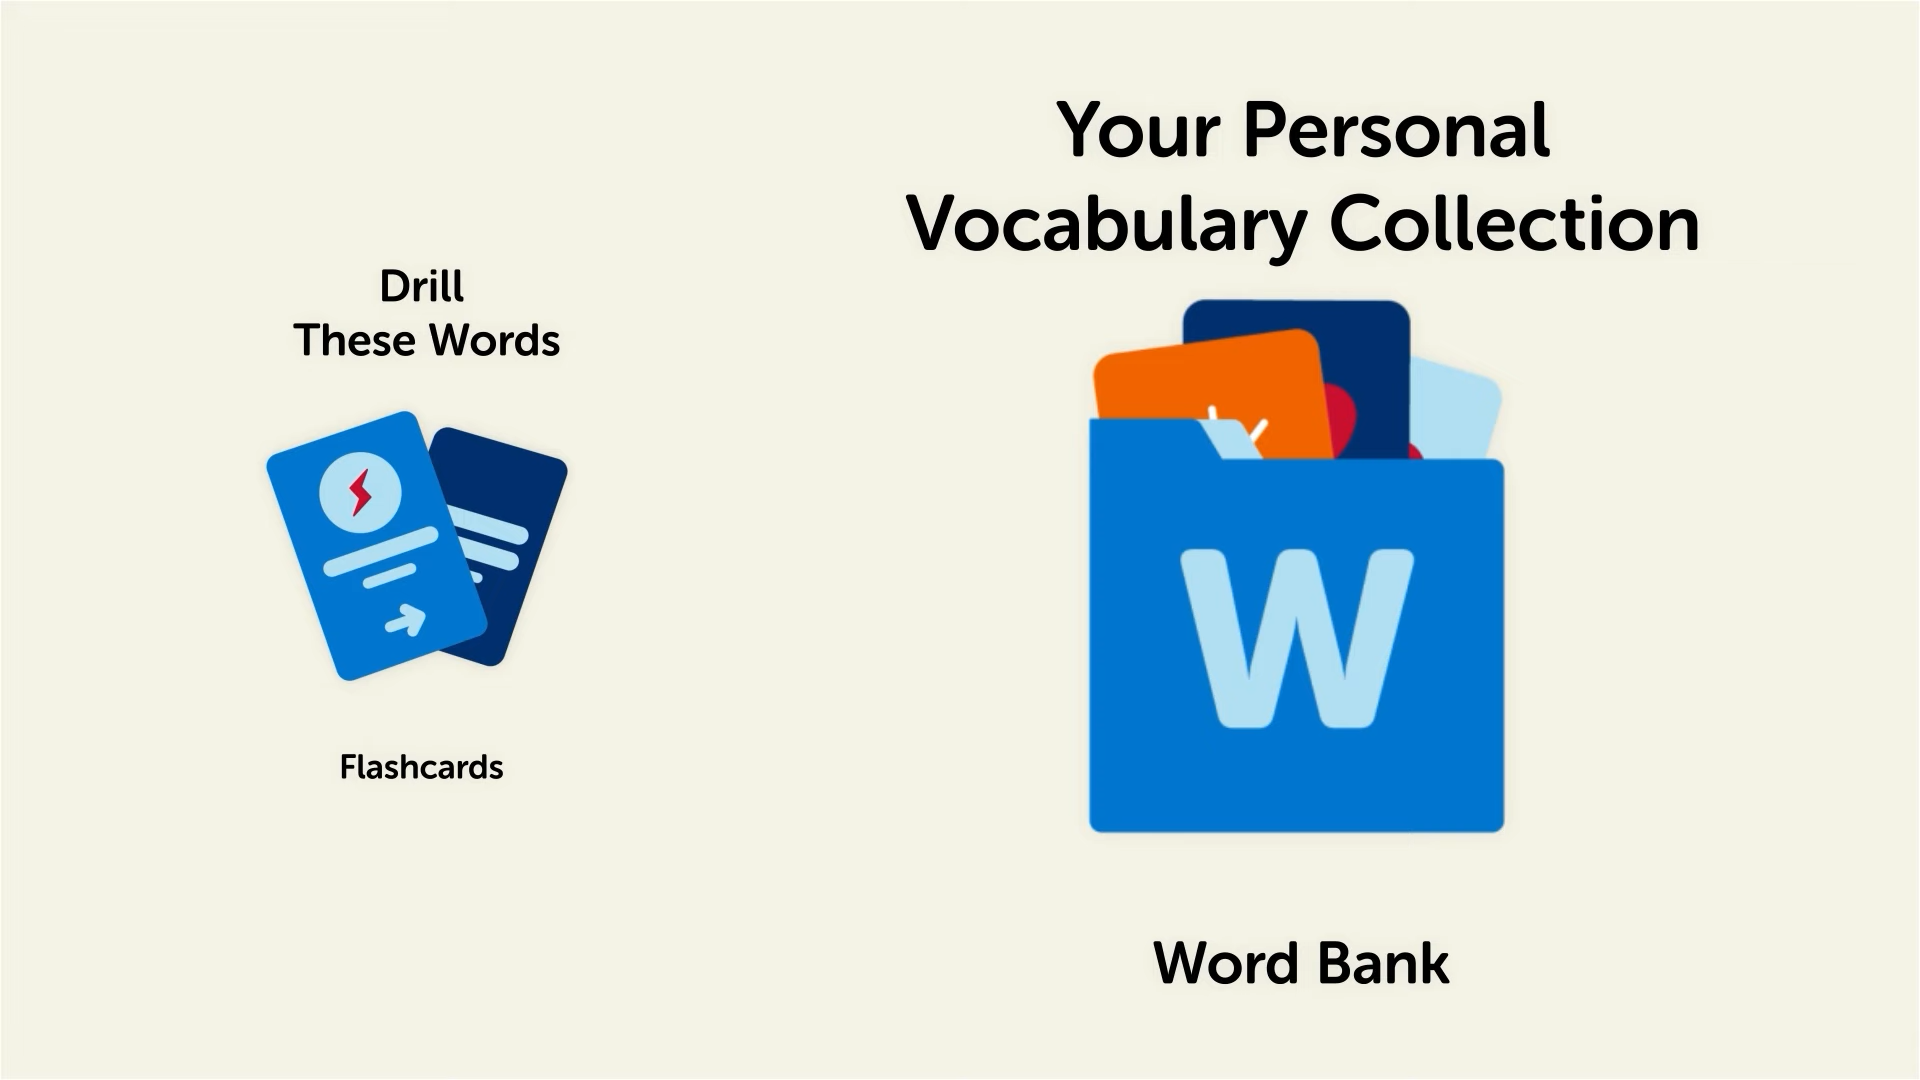 Drill
These Words
Flashcards
Your Personal
Vocabulary Collection
W
Word Bank